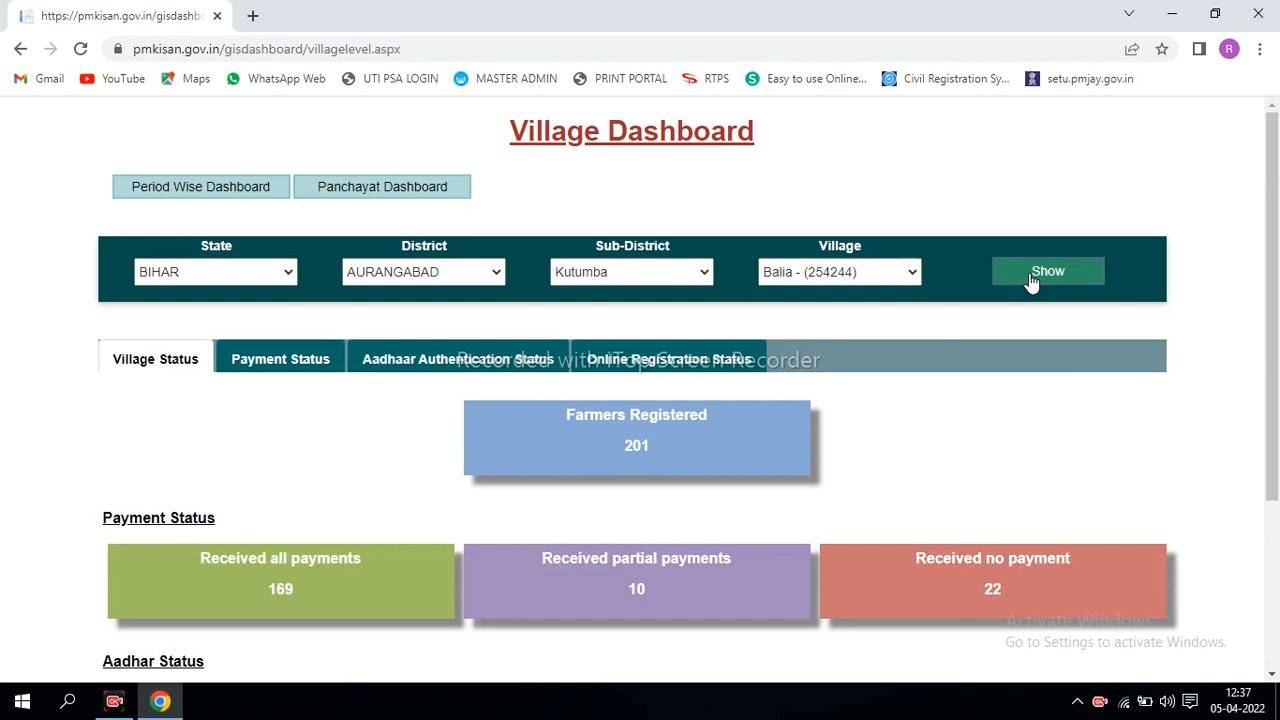 https://pmkisan.gov.in/gisdashb
pmkisan.gov.in/gisdashboard/villagelevel.aspx
R
Gmail YouTube Maps WhatsApp Web UTI PSA LOGIN MASTER ADMIN PRINT PORTAL RTPS Easy to use Online... Civil Registration Sy... setu.pmjay.gov.in
Village Dashboard
Period Wise Dashboard Panchayat Dashboard
State District Sub-District Village
BIHAR AURANGABAD Kutumba Balia - (254244) Show
Village Status Payment Status Aadhaar Authentication Status Online Registration Status
Recorded with iTop Screen Recorder
Farmers Registered
201
Payment Status
Received all payments Received partial payments Received no payment
169 10 22
Activate Windows
Go to Settings to activate Windows.
Aadhar Status
12:37
05-04-2022